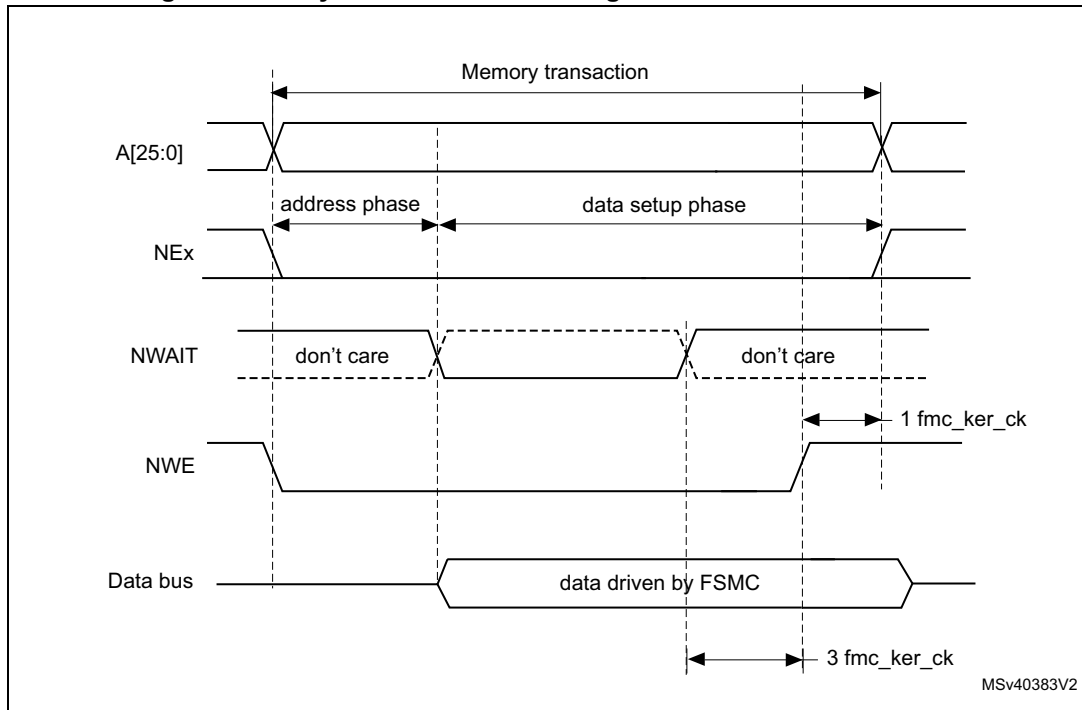 Memory transaction
A[25:0]
address phase
data setup phase
NEx
NWAIT
don't care
don't care
1 fmc_ker_ck
NWE
Data bus
data driven by FSMC
3 fmc_ker_ck
MSv40383V2